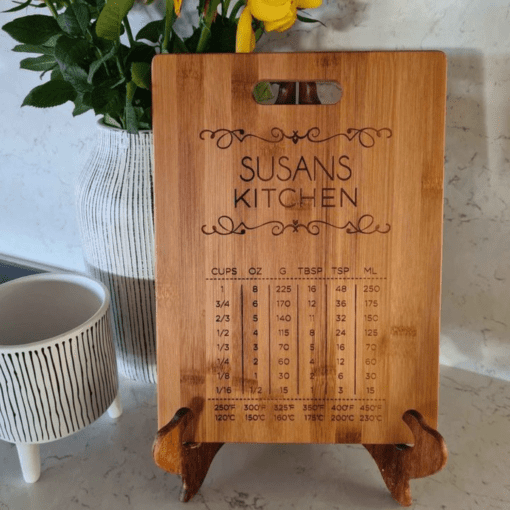 SUSANS
KITCHEN
CUPS OZ G TBSP TSP ML
1 8 225 16 48 250
3/4 6 170 12 36 175
2/3 5 140 11 32 150
1/2 4 115 8 24 125
1/3 3 70 5 16 70
1/4 2 60 4 12 60
1/8 1 30 2 6 30
1/16 1/2 15 1 3 15
250°F 300°F 325°F 350°F 400°F 450°F
120°C 150°C 160°C 175°C 200°C 230°C